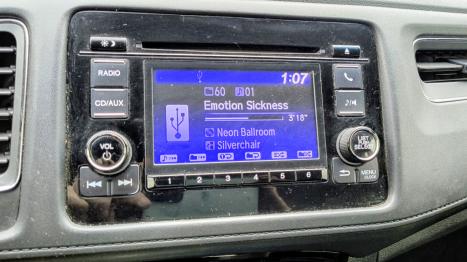 1:07
60 01
Emotion Sickness
3'18"
Neon Ballroom
Silverchair
RADIO
CD/AUX
VOL
LIST
SELECT
MENU
CLOCK
1 2 3 4 5 6